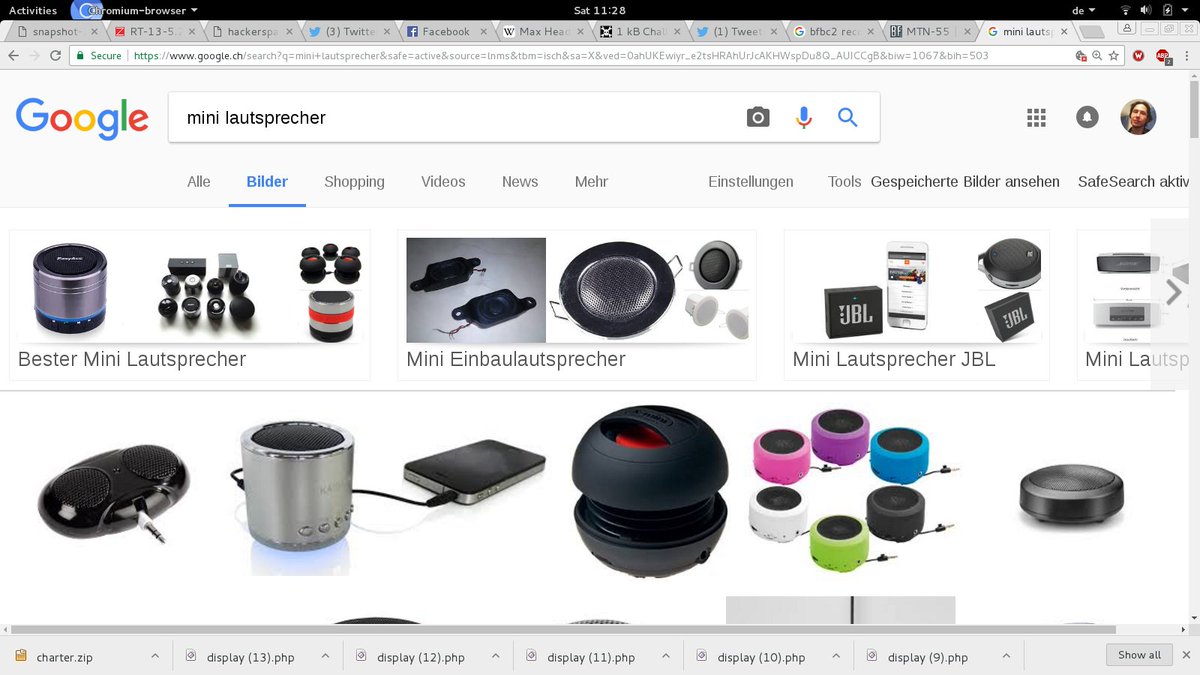 Activities Chromium-browser Sat 11:28 de
snapshot- RT-13-5.2 hackerspa (3) Twitte Facebook Max Head 1 kB Chal (1) Tweet bfbc2 rec MTN-55 | mini lauts
Secure https://www.google.ch/search?q=mini+lautsprecher&safe=active&source=lnms&tbm=isch&sa=X&ved=0ahUKEwiyr_e2tsHRAhUrJcAKHWspDu8Q_AUICCgB&biw=1067&bih=503
Google mini lautsprecher
Alle Bilder Shopping Videos News Mehr Einstellungen Tools Gespeicherte Bilder ansehen SafeSearch aktiv
EasyAcc
JBL
JBL
Bester Mini Lautsprecher Mini Einbaulautsprecher Mini Lautsprecher JBL Mini Lautsp
charter.zip display (13).php display (12).php display (11).php display (10).php display (9).php Show all